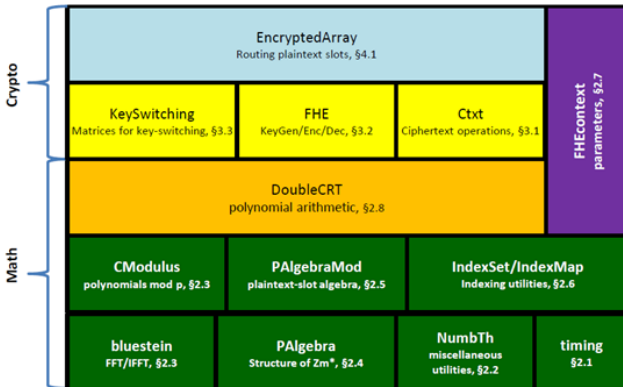 Crypto
EncryptedArray
Routing plaintext slots, §4.1
KeySwitching
Matrices for key-switching, §3.3
FHE
KeyGen/Enc/Dec, §3.2
Ctxt
Ciphertext operations, §3.1
FHEcontext
parameters, §2.7
Math
DoubleCRT
polynomial arithmetic, §2.8
CModulus
polynomials mod p, §2.3
PAlgebraMod
plaintext-slot algebra, §2.5
IndexSet/IndexMap
Indexing utilities, §2.6
bluestein
FFT/IFFT, §2.3
PAlgebra
Structure of Zm*, §2.4
NumbTh
miscellaneous
utilities, §2.2
timing
§2.1